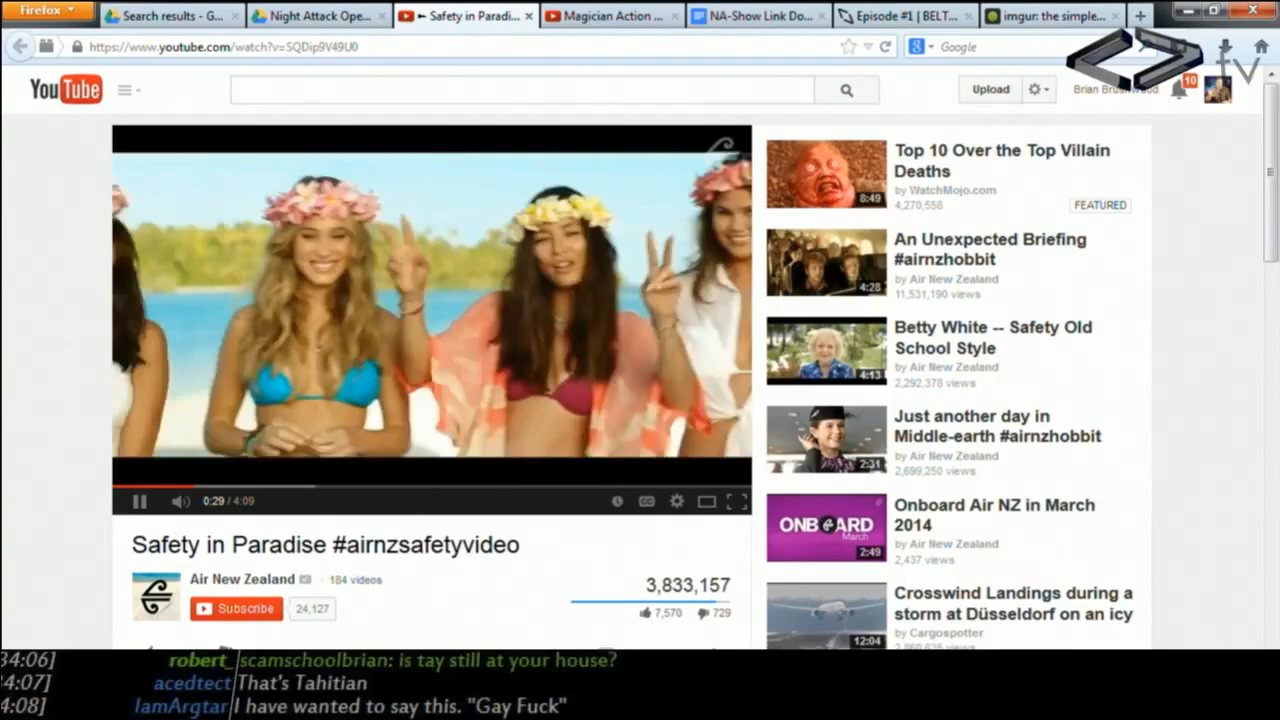 Firefox
Search results - G...
Night Attack Ope...
Safety in Paradi...
Magician Action ...
NA-Show Link Do...
Episode #1 | BELT...
imgur: the simple...
https://www.youtube.com/watch?v=SQDip9V49U0
Google
tv
YouTube
Upload
10
Top 10 Over the Top Villain
Deaths
by WatchMojo.com
4,270,558
FEATURED
8:49
An Unexpected Briefing
#airnzhobbit
by Air New Zealand
11,531,190 views
4:28
Betty White -- Safety Old
School Style
by Air New Zealand
2,292,378 views
4:13
Just another day in
Middle-earth #airnzhobbit
by Air New Zealand
2,699,250 views
2:31
Onboard Air NZ in March
2014
by Air New Zealand
2,437 views
ONBOARD
March
2:49
Crosswind Landings during a
storm at Düsseldorf on an icy
by Cargospotter
12:04
0:29 / 4:09
Safety in Paradise #airnzsafetyvideo
Air New Zealand · 184 videos
Subscribe 24,127
3,833,157
7,570 729
34:06] robert_ scamschoolbrian: is tay still at your house?
4:07] acedtect That's Tahitian
4:08] IamArgtar I have wanted to say this. "Gay Fuck"